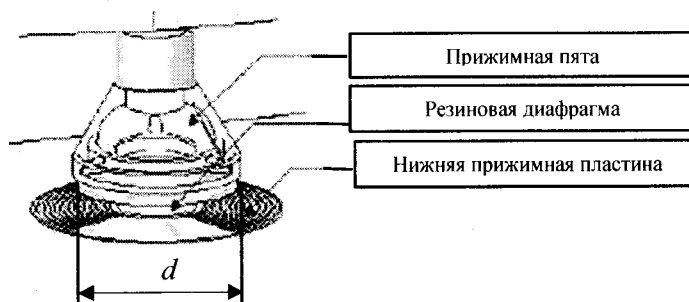 Прижимная пята
Резиновая диафрагма
Нижняя прижимная пластина
d